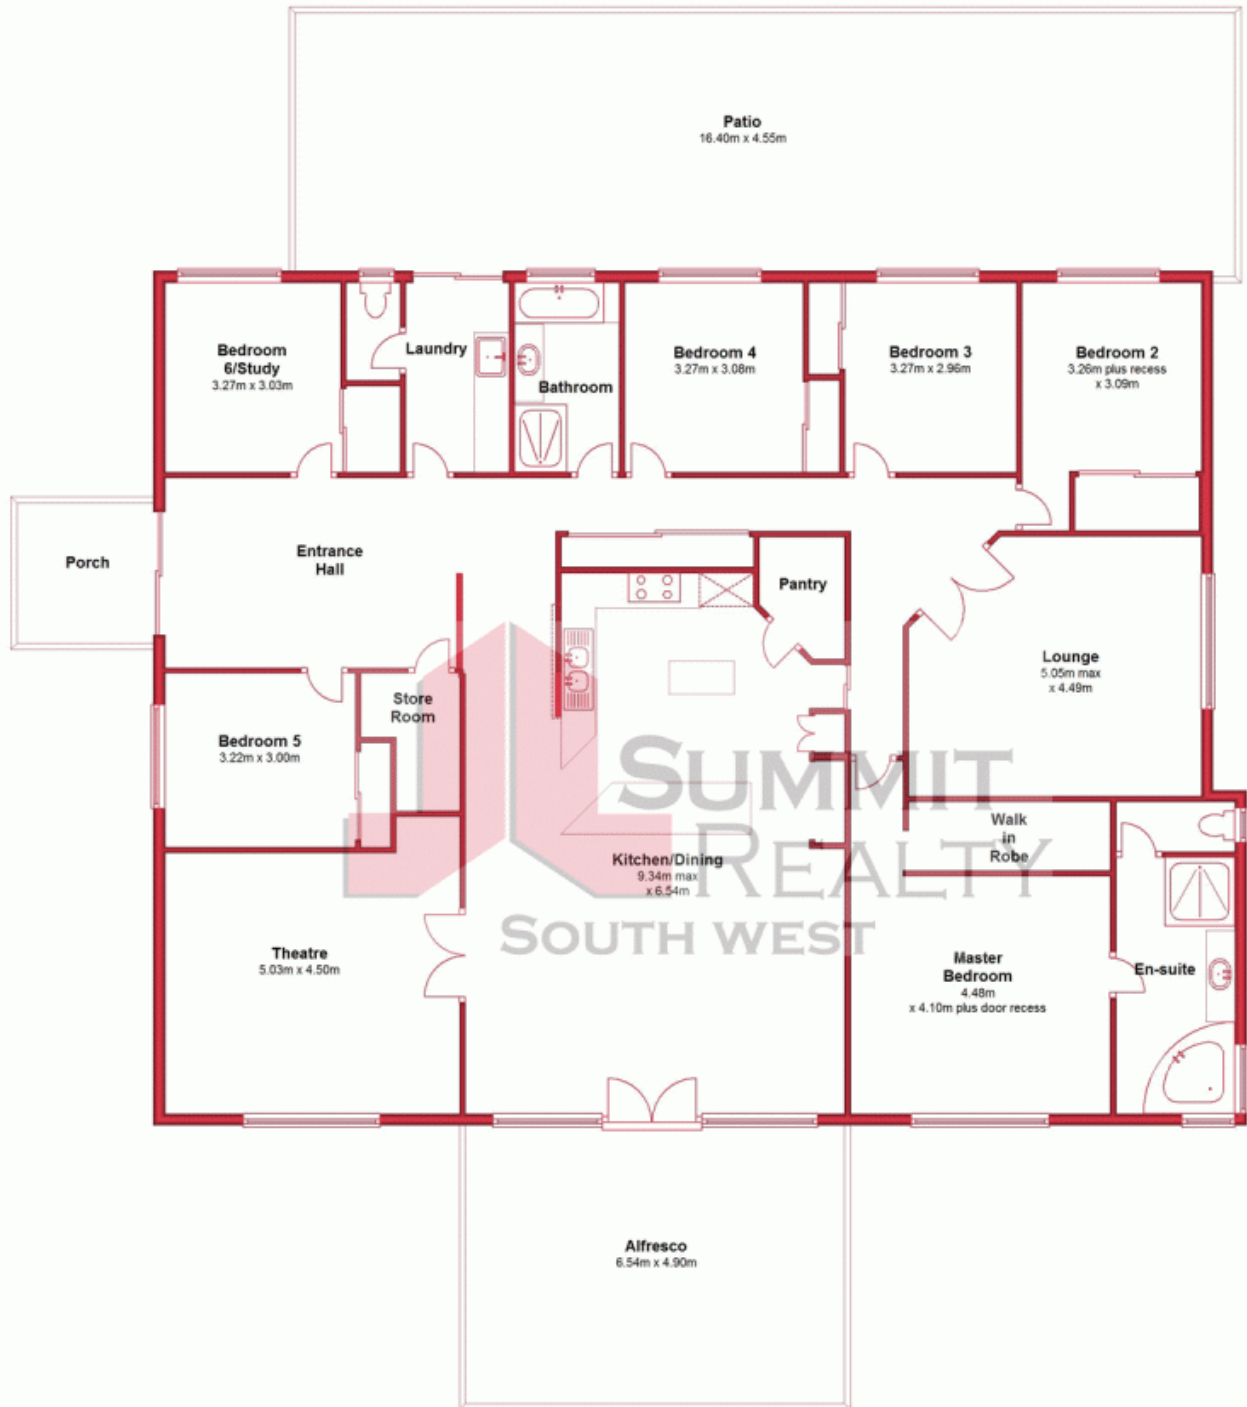 Patio
16.40m x 4.55m
Bedroom
6/Study
3.27m x 3.03m
Laundry
Bathroom
Bedroom 4
3.27m x 3.08m
Bedroom 3
3.27m x 2.96m
Bedroom 2
3.26m plus recess
x 3.09m
Porch
Entrance
Hall
Pantry
Lounge
5.05m max
x 4.49m
Store
Room
Bedroom 5
3.22m x 3.00m
SUMMIT
REALTY
SOUTH WEST
Walk
in
Robe
Kitchen/Dining
9.34m max
x 6.54m
Theatre
5.03m x 4.50m
Master
Bedroom
4.48m
x 4.10m plus door recess
En-suite
Alfresco
6.54m x 4.90m